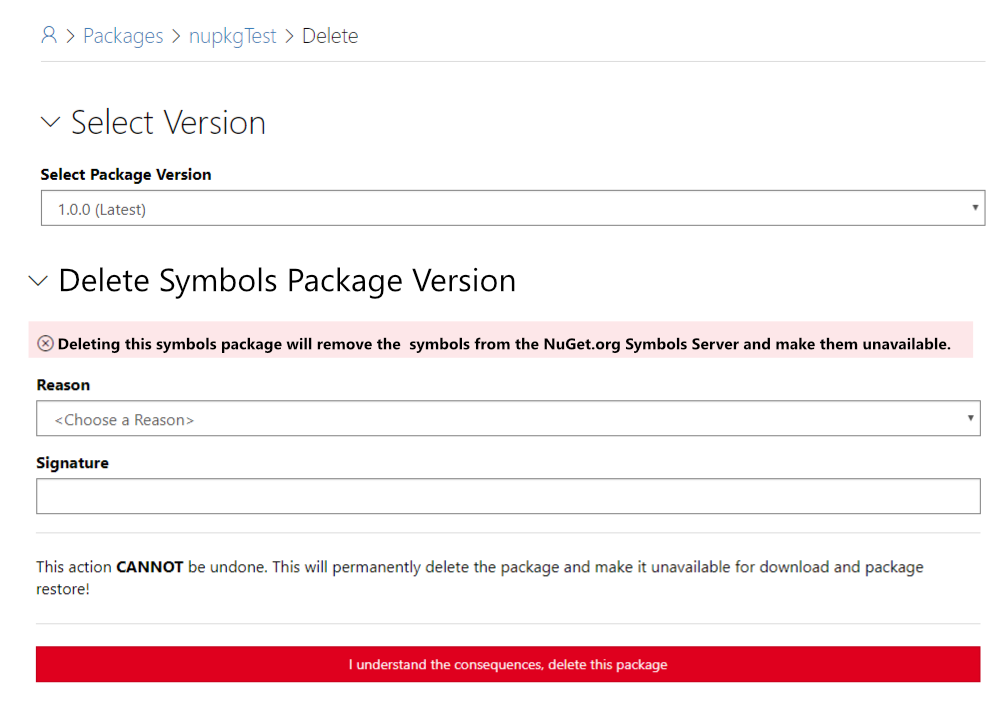 Packages > nupkgTest > Delete
Select Version
Select Package Version
1.0.0 (Latest)
Delete Symbols Package Version
Deleting this symbols package will remove the  symbols from the NuGet.org Symbols Server and make them unavailable.
Reason
<Choose a Reason>
Signature
This action CANNOT be undone. This will permanently delete the package and make it unavailable for download and package
restore!
I understand the consequences, delete this package